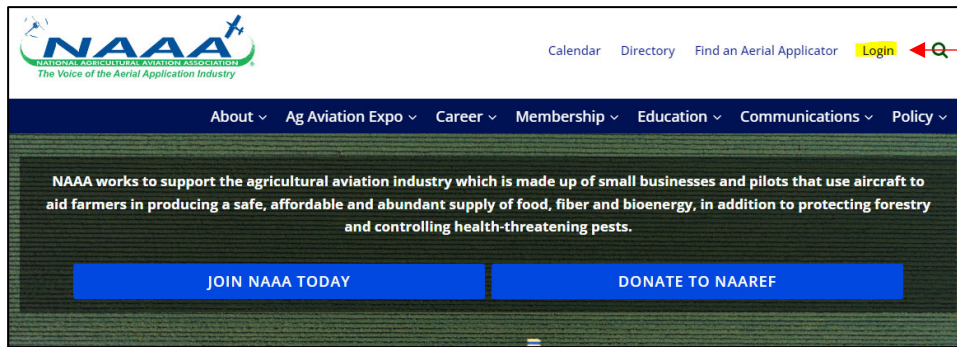 NAAA
NATIONAL AGRICULTURAL AVIATION ASSOCIATION
The Voice of the Aerial Application Industry
Calendar Directory Find an Aerial Applicator Login
About Ag Aviation Expo Career Membership Education Communications Policy
NAAA works to support the agricultural aviation industry which is made up of small businesses and pilots that use aircraft to
aid farmers in producing a safe, affordable and abundant supply of food, fiber and bioenergy, in addition to protecting forestry
and controlling health-threatening pests.
JOIN NAAA TODAY DONATE TO NAAREF